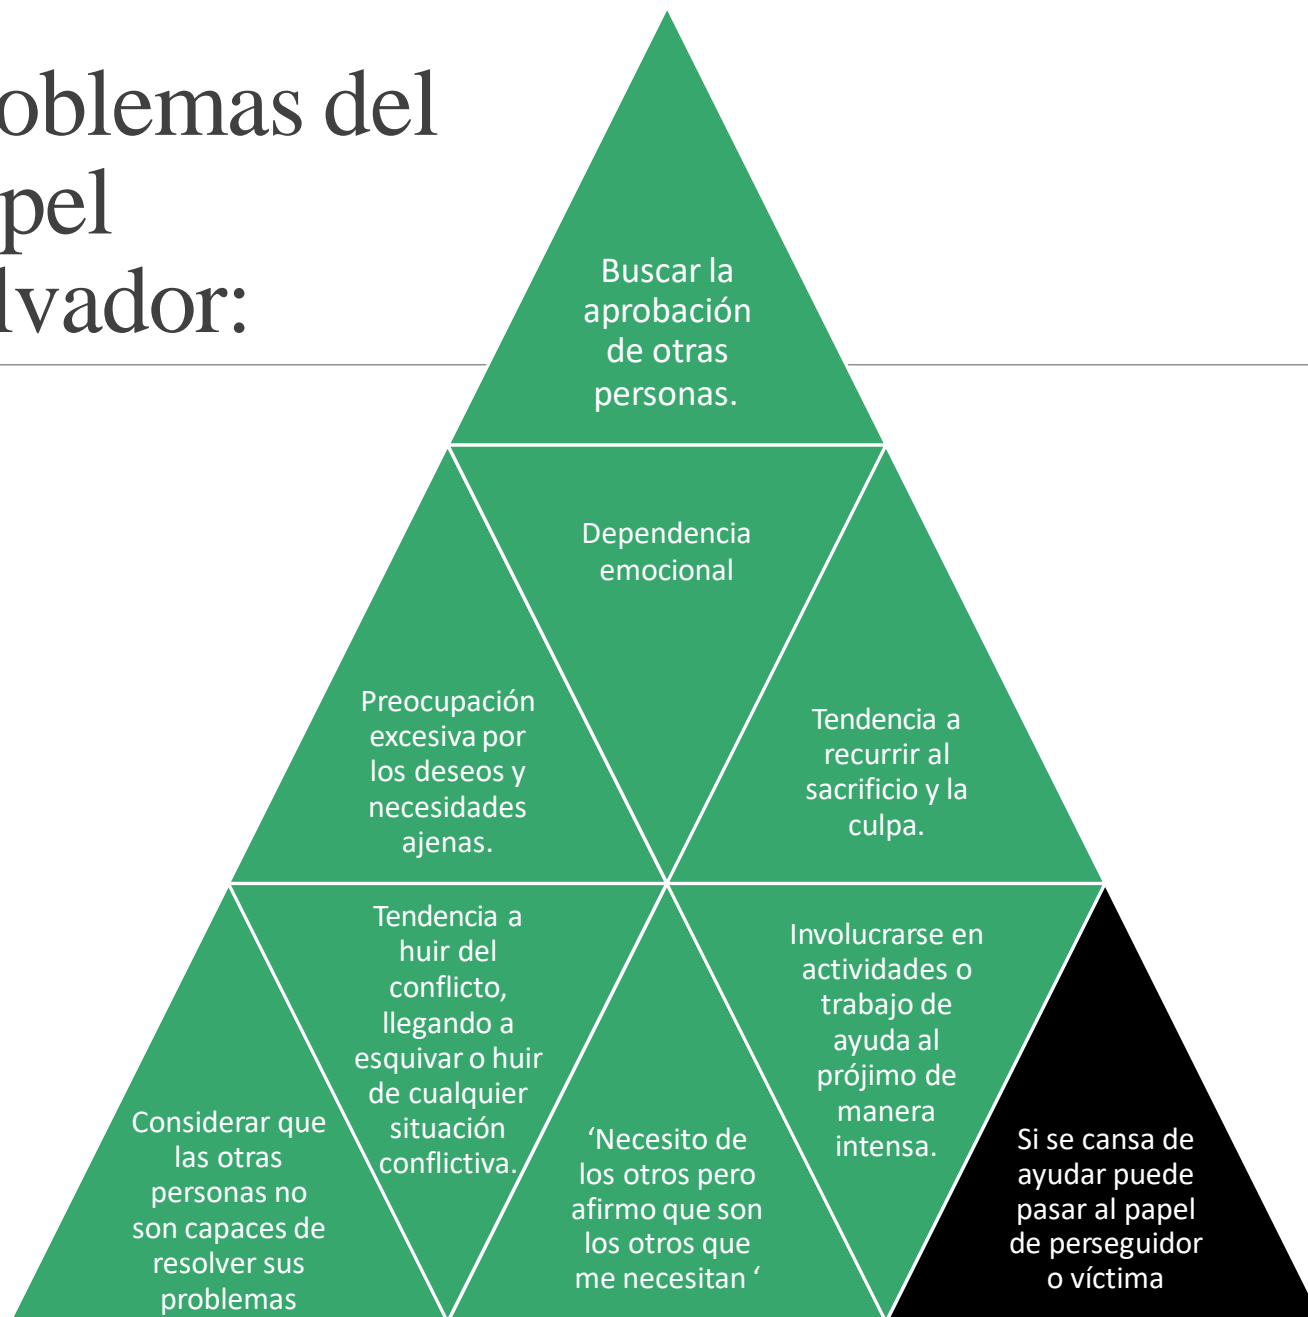 oblemas del
pel
lvador:
Buscar la
aprobación
de otras
personas.
Dependencia
emocional
Preocupación
excesiva por
los deseos y
necesidades
ajenas.
Tendencia a
recurrir al
sacrificio y la
culpa.
Considerar que
las otras
personas no
son capaces de
resolver sus
problemas
Tendencia a
huir del
conflicto,
llegando a
esquivar o huir
de cualquier
situación
conflictiva.
‘Necesito de
los otros pero
afirmo que son
los otros que
me necesitan ‘
Involucrarse en
actividades o
trabajo de
ayuda al
prójimo de
manera
intensa.
Si se cansa de
ayudar puede
pasar al papel
de perseguidor
o víctima